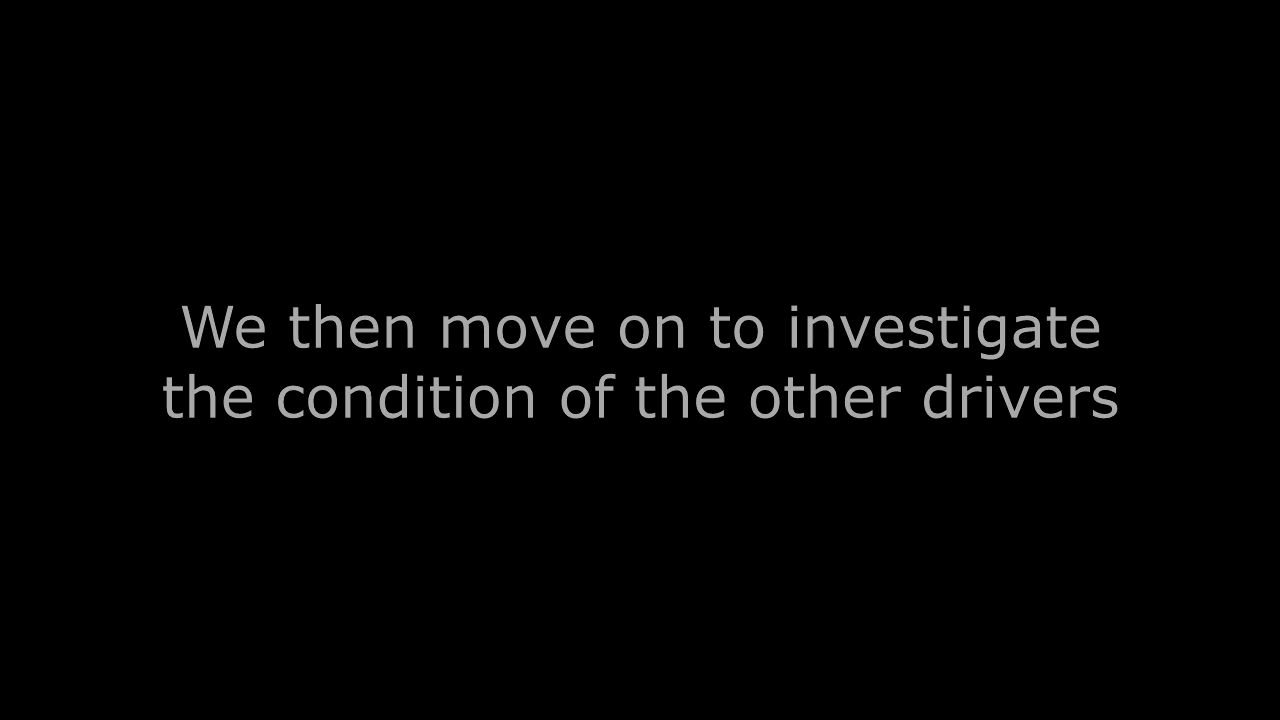 We then move on to investigate
the condition of the other drivers